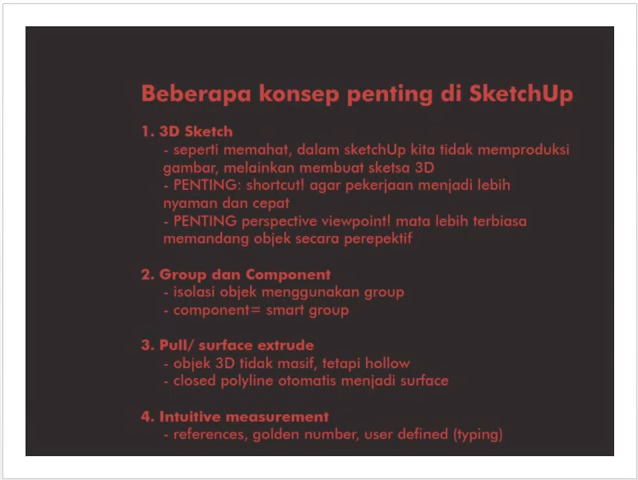 Beberapa konsep penting di SketchUp
1. 3D Sketch
- seperti memahat, dalam sketchUp kita tidak memproduksi
gambar, melainkan membuat sketsa 3D
- PENTING: shortcut! agar pekerjaan menjadi lebih
nyaman dan cepat
- PENTING perspective viewpoint! mata lebih terbiasa
memandang objek secara perepektif
2. Group dan Component
- isolasi objek menggunakan group
- component= smart group
3. Pull/ surface extrude
- objek 3D tidak masif, tetapi hollow
- closed polyline otomatis menjadi surface
4. Intuitive measurement
- references, golden number, user defined (typing)